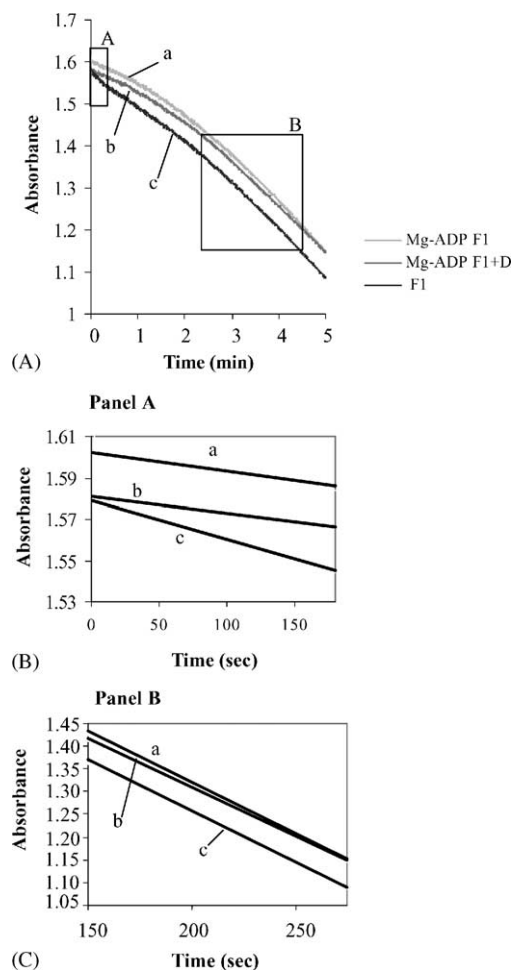 1.7
A
1.6
a
1.5
B
b
1.4
c
1.3
1.2
1.1
1
Absorbance
0 1 2 3 4 5
Time (min)
Mg-ADP F1
Mg-ADP F1+D
F1
(A)
Panel A
1.61
a
1.59
b
1.57
c
1.55
1.53
Absorbance
0 50 100 150
Time (sec)
(B)
Panel B
1.45
1.40
a
1.35
1.30
1.25
b
1.20
c
1.15
1.10
1.05
Absorbance
150 200 250
Time (sec)
(C)